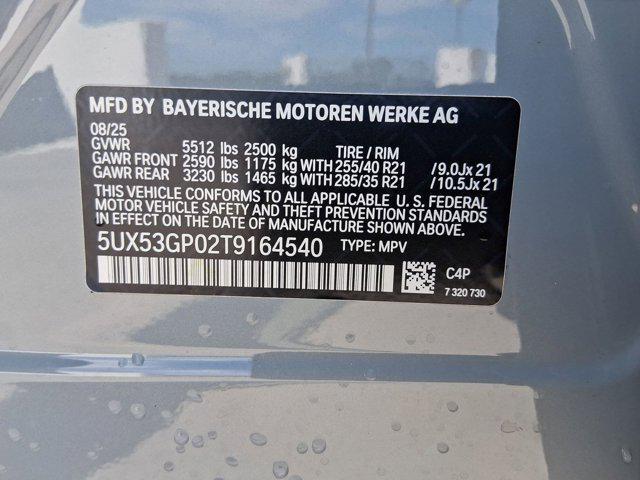 MFD BY BAYERISCHE MOTOREN WERKE AG
08/25
GVWR 5512 lbs 2500 kg TIRE / RIM
GAWR FRONT 2590 lbs 1175 kg WITH 255/40 R21 /9.0Jx 21
GAWR REAR 3230 lbs 1465 kg WITH 285/35 R21 /10.5Jx 21
THIS VEHICLE CONFORMS TO ALL APPLICABLE U. S. FEDERAL
MOTOR VEHICLE SAFETY AND THEFT PREVENTION STANDARDS
IN EFFECT ON THE DATE OF MANUFACTURE SHOWN ABOVE.
5UX53GP02T9164540 TYPE: MPV
C4P
7 320 730